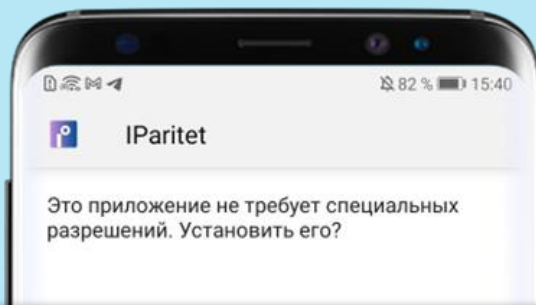 82 % 15:40
IParitet
Это приложение не требует специальных
разрешений. Установить его?